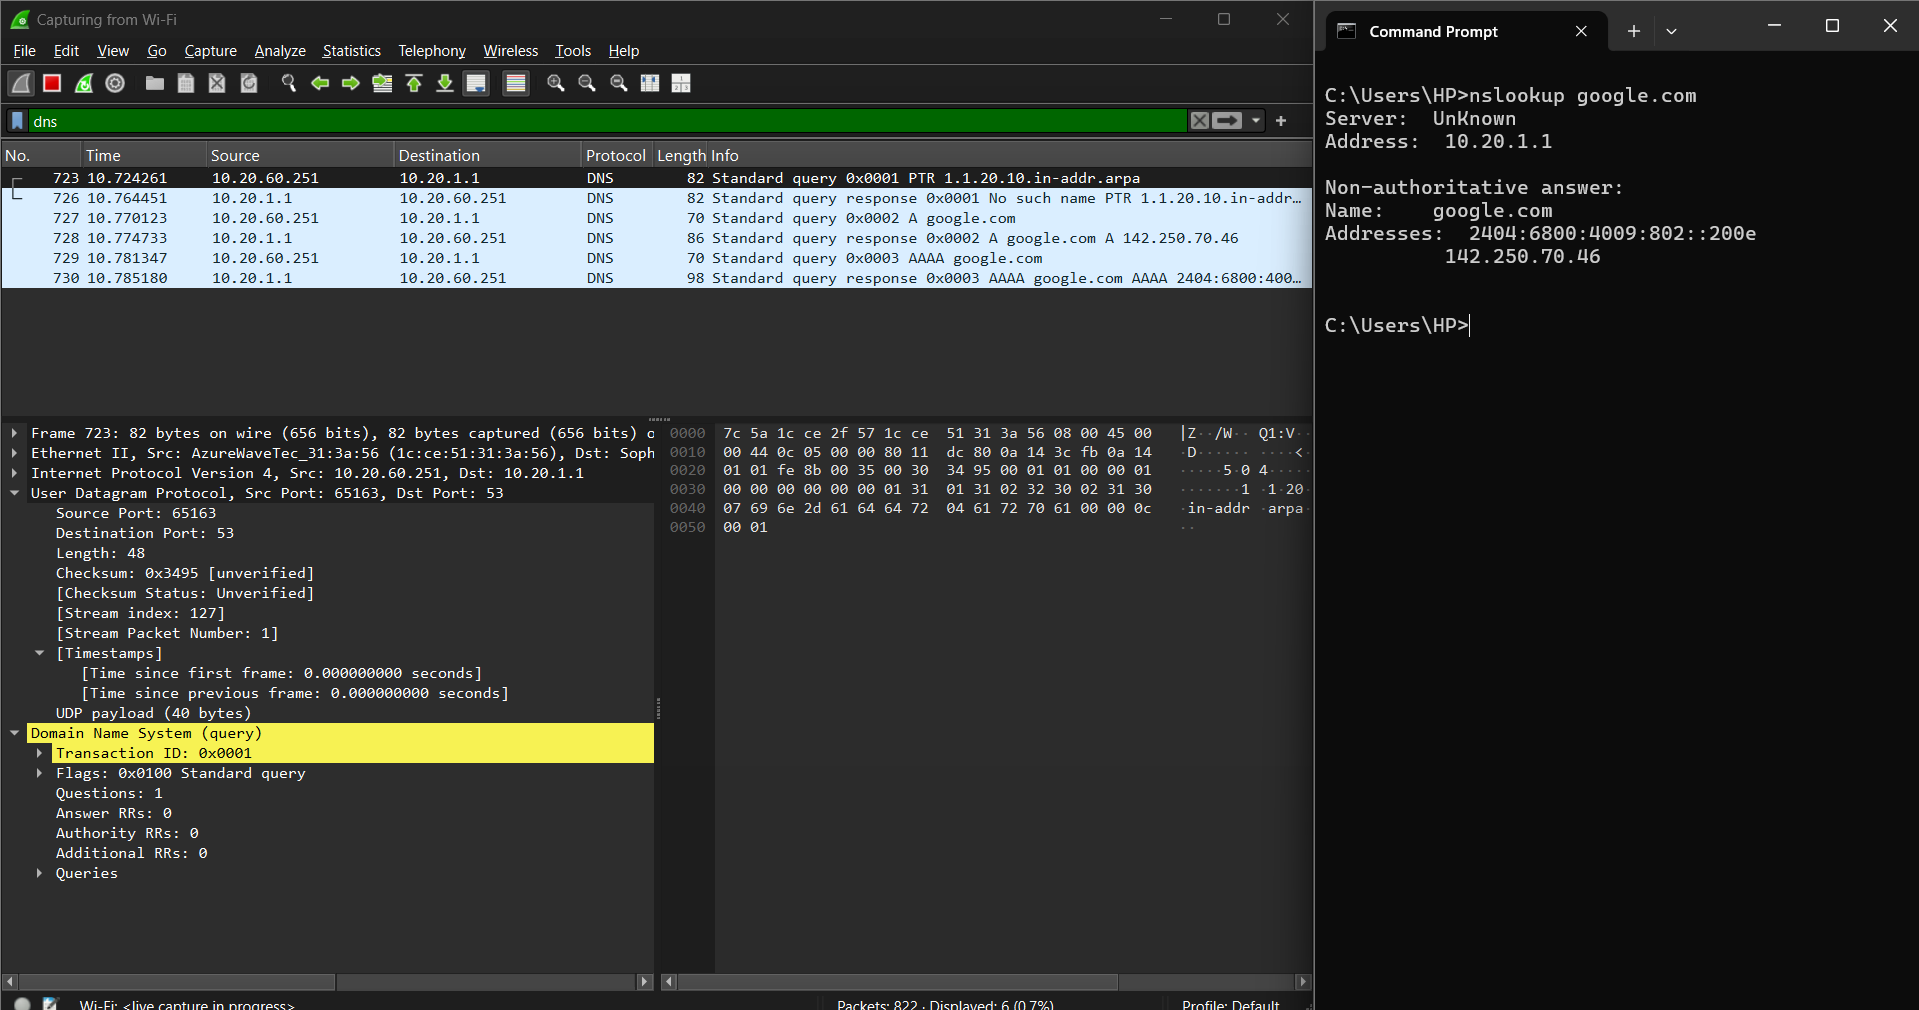 Capturing from Wi-Fi
File Edit View Go Capture Analyze Statistics Telephony Wireless Tools Help
dns
No. Time Source Destination Protocol Length Info
723 10.724261 10.20.60.251 10.20.1.1 DNS 82 Standard query 0x0001 PTR 1.1.20.10.in-addr.arpa
726 10.764451 10.20.1.1 10.20.60.251 DNS 82 Standard query response 0x0001 No such name PTR 1.1.20.10.in-addr…
727 10.770123 10.20.60.251 10.20.1.1 DNS 70 Standard query 0x0002 A google.com
728 10.774733 10.20.1.1 10.20.60.251 DNS 86 Standard query response 0x0002 A google.com A 142.250.70.46
729 10.781347 10.20.60.251 10.20.1.1 DNS 70 Standard query 0x0003 AAAA google.com
730 10.785180 10.20.1.1 10.20.60.251 DNS 98 Standard query response 0x0003 AAAA google.com AAAA 2404:6800:400…
Frame 723: 82 bytes on wire (656 bits), 82 bytes captured (656 bits) o
Ethernet II, Src: AzureWaveTec_31:3a:56 (1c:ce:51:31:3a:56), Dst: Soph
Internet Protocol Version 4, Src: 10.20.60.251, Dst: 10.20.1.1
User Datagram Protocol, Src Port: 65163, Dst Port: 53
Source Port: 65163
Destination Port: 53
Length: 48
Checksum: 0x3495 [unverified]
[Checksum Status: Unverified]
[Stream index: 127]
[Stream Packet Number: 1]
[Timestamps]
[Time since first frame: 0.000000000 seconds]
[Time since previous frame: 0.000000000 seconds]
UDP payload (40 bytes)
Domain Name System (query)
Transaction ID: 0x0001
Flags: 0x0100 Standard query
Questions: 1
Answer RRs: 0
Authority RRs: 0
Additional RRs: 0
Queries
0000 7c 5a 1c ce 2f 57 1c ce 51 31 3a 56 08 00 45 00 |Z··/W·· Q1:V··
0010 00 44 0c 05 00 00 80 11 dc 80 0a 14 3c fb 0a 14 ·D······ ····<·
0020 01 01 fe 8b 00 35 00 30 34 95 00 01 01 00 00 01 ·····5·0 4·····
0030 00 00 00 00 00 00 01 31 01 31 02 32 30 02 31 30 ·······1 ·1·20·
0040 07 69 6e 2d 61 64 64 72 04 61 72 70 61 00 00 0c ·in-addr ·arpa·
0050 00 01 ··
Wi-Fi: <live capture in progress> Packets: 822 · Displayed: 6 (0.7%) Profile: Default
Command Prompt
C:\Users\HP>nslookup google.com
Server: UnKnown
Address: 10.20.1.1
Non-authoritative answer:
Name: google.com
Addresses: 2404:6800:4009:802::200e
142.250.70.46
C:\Users\HP>